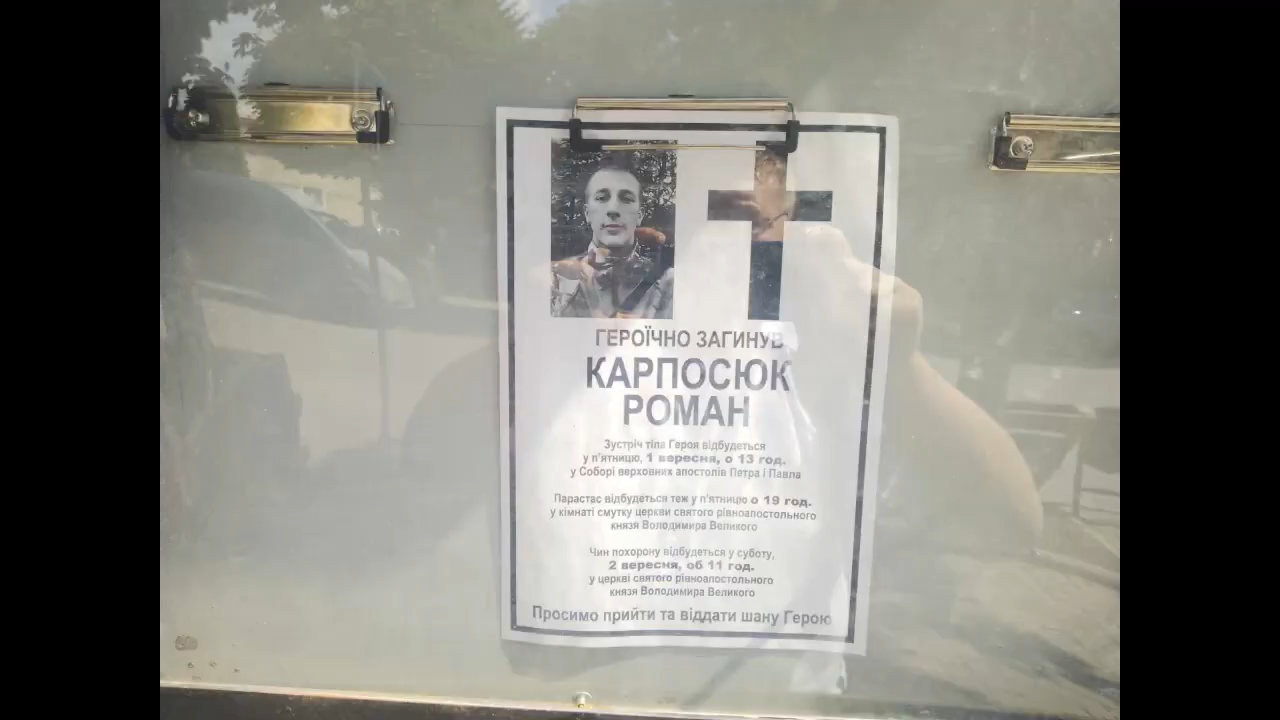 ГЕРОЇЧНО ЗАГИНУВ
КАРПОСЮК
РОМАН
Зустріч тіла Героя відбудеться
у п'ятницю, 1 вересня, о 13 год.
у Соборі верховних апостолів Петра і Павла
Парастас відбудеться теж у п'ятницю о 19 год.
у кімнаті смутку церкви святого рівноапостольного
князя Володимира Великого
Чин похорону відбудеться у суботу,
2 вересня, об 11 год.
у церкві святого рівноапостольного
князя Володимира Великого
Просимо прийти та віддати шану Герою